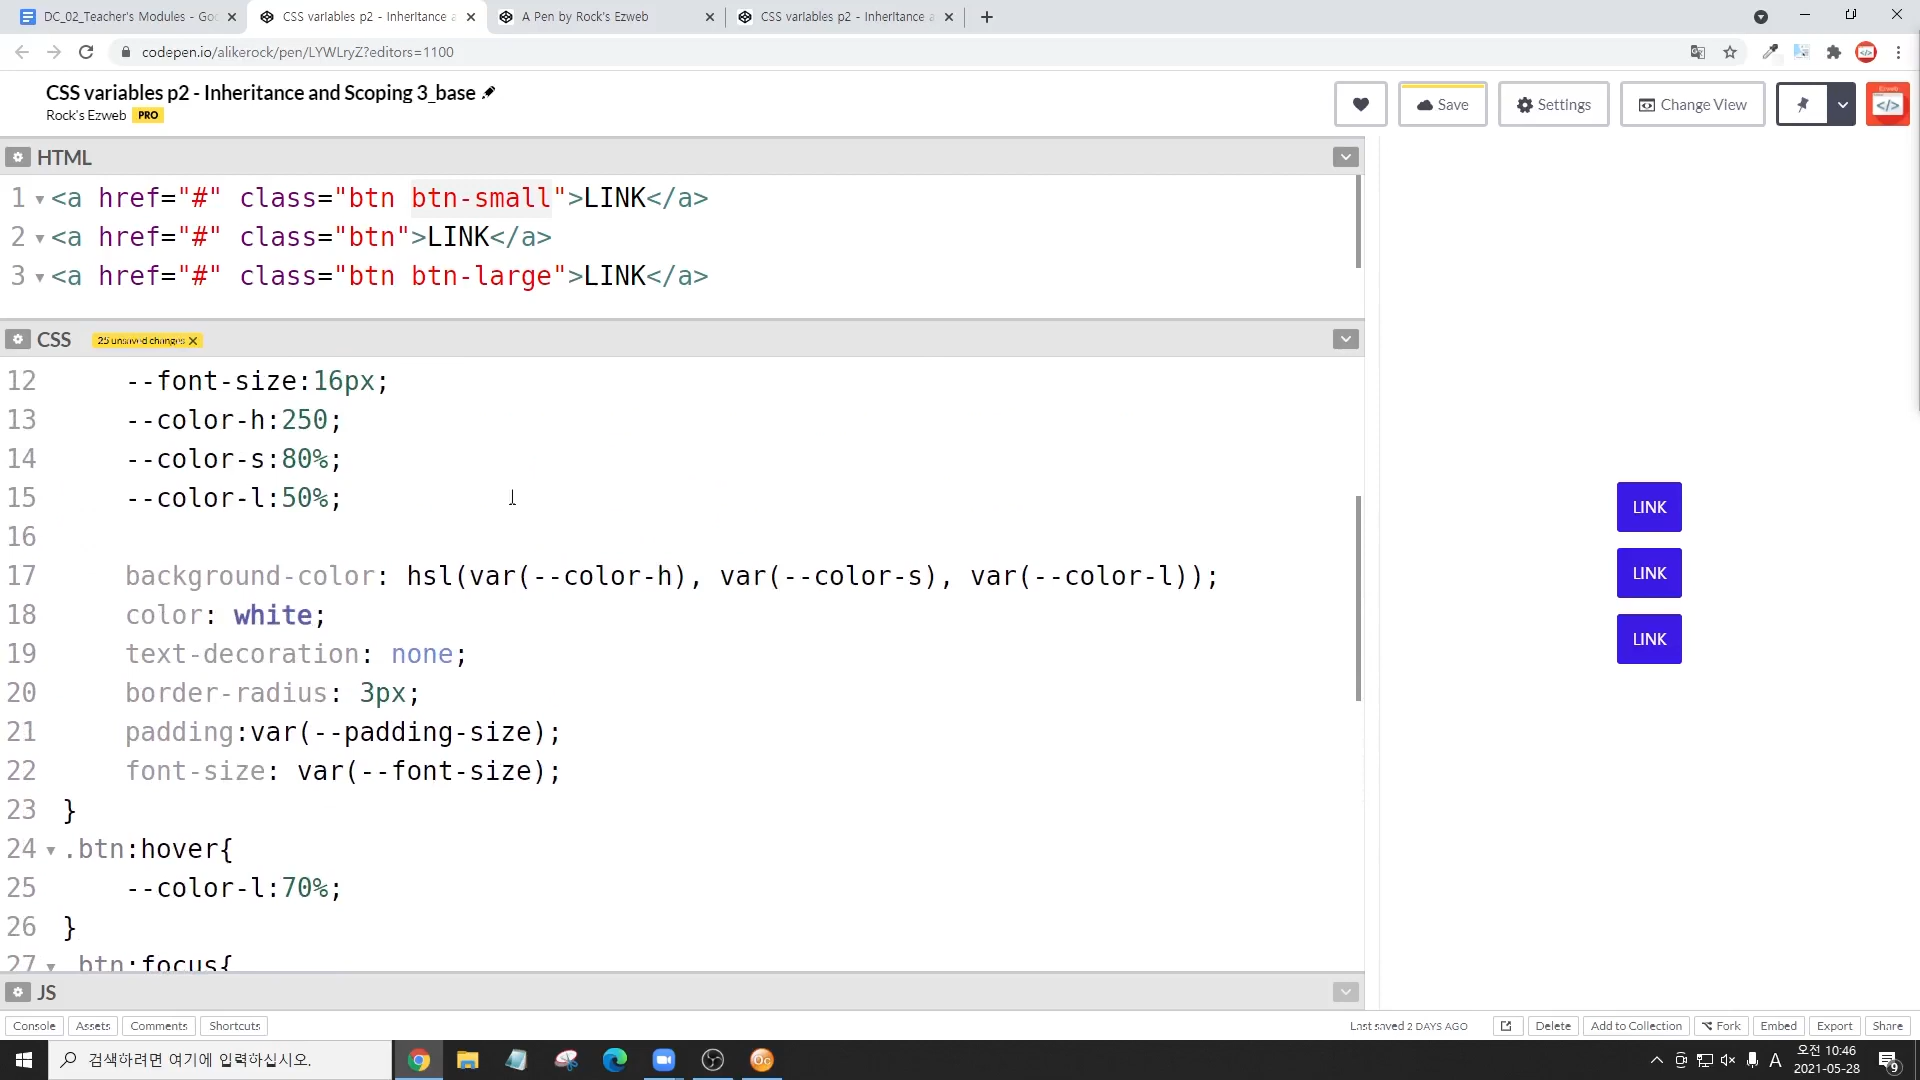 DC_02_Teacher's Modules - Goo
CSS variables p2 - Inheritance a
A Pen by Rock's Ezweb
CSS variables p2 - Inheritance a
codepen.io/alikerock/pen/LYWLryZ?editors=1100
CSS variables p2 - Inheritance and Scoping 3_base
Rock's Ezweb PRO
Save
Settings
Change View
HTML
1 <a href="#" class="btn btn-small">LINK</a>
2 <a href="#" class="btn">LINK</a>
3 <a href="#" class="btn btn-large">LINK</a>
CSS 25 unsaved changes
12 --font-size:16px;
13 --color-h:250;
14 --color-s:80%;
15 --color-l:50%;
16
17 background-color: hsl(var(--color-h), var(--color-s), var(--color-l));
18 color: white;
19 text-decoration: none;
20 border-radius: 3px;
21 padding:var(--padding-size);
22 font-size: var(--font-size);
23 }
24 .btn:hover{
25 --color-l:70%;
26 }
27 .btn:focus{
LINK
LINK
LINK
JS
Console Assets Comments Shortcuts
Last saved 2 DAYS AGO Delete Add to Collection Fork Embed Export Share
검색하려면 여기에 입력하십시오.
A
오전 10:46
2021-05-28
9